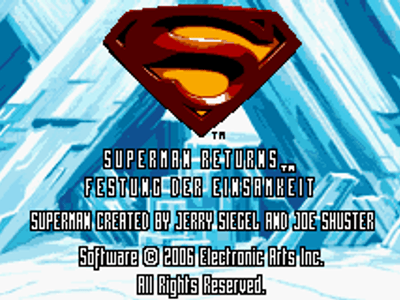 TM
SUPERMAN RETURNS TM
FESTUNG DER EINSAMKEIT
SUPERMAN CREATED BY JERRY SIEGEL AND JOE SHUSTER
Software © 2006 Electronic Arts Inc.
All Rights Reserved.